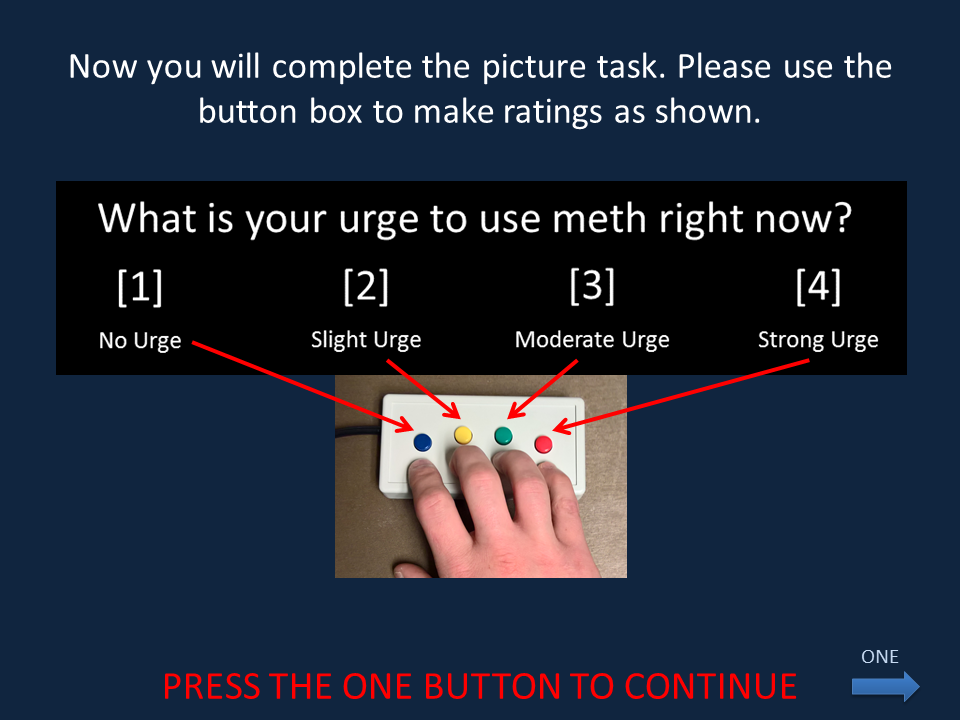 Now you will complete the picture task. Please use the
button box to make ratings as shown.
What is your urge to use meth right now?
[1] [2] [3] [4]
No Urge Slight Urge Moderate Urge Strong Urge
ONE
PRESS THE ONE BUTTON TO CONTINUE